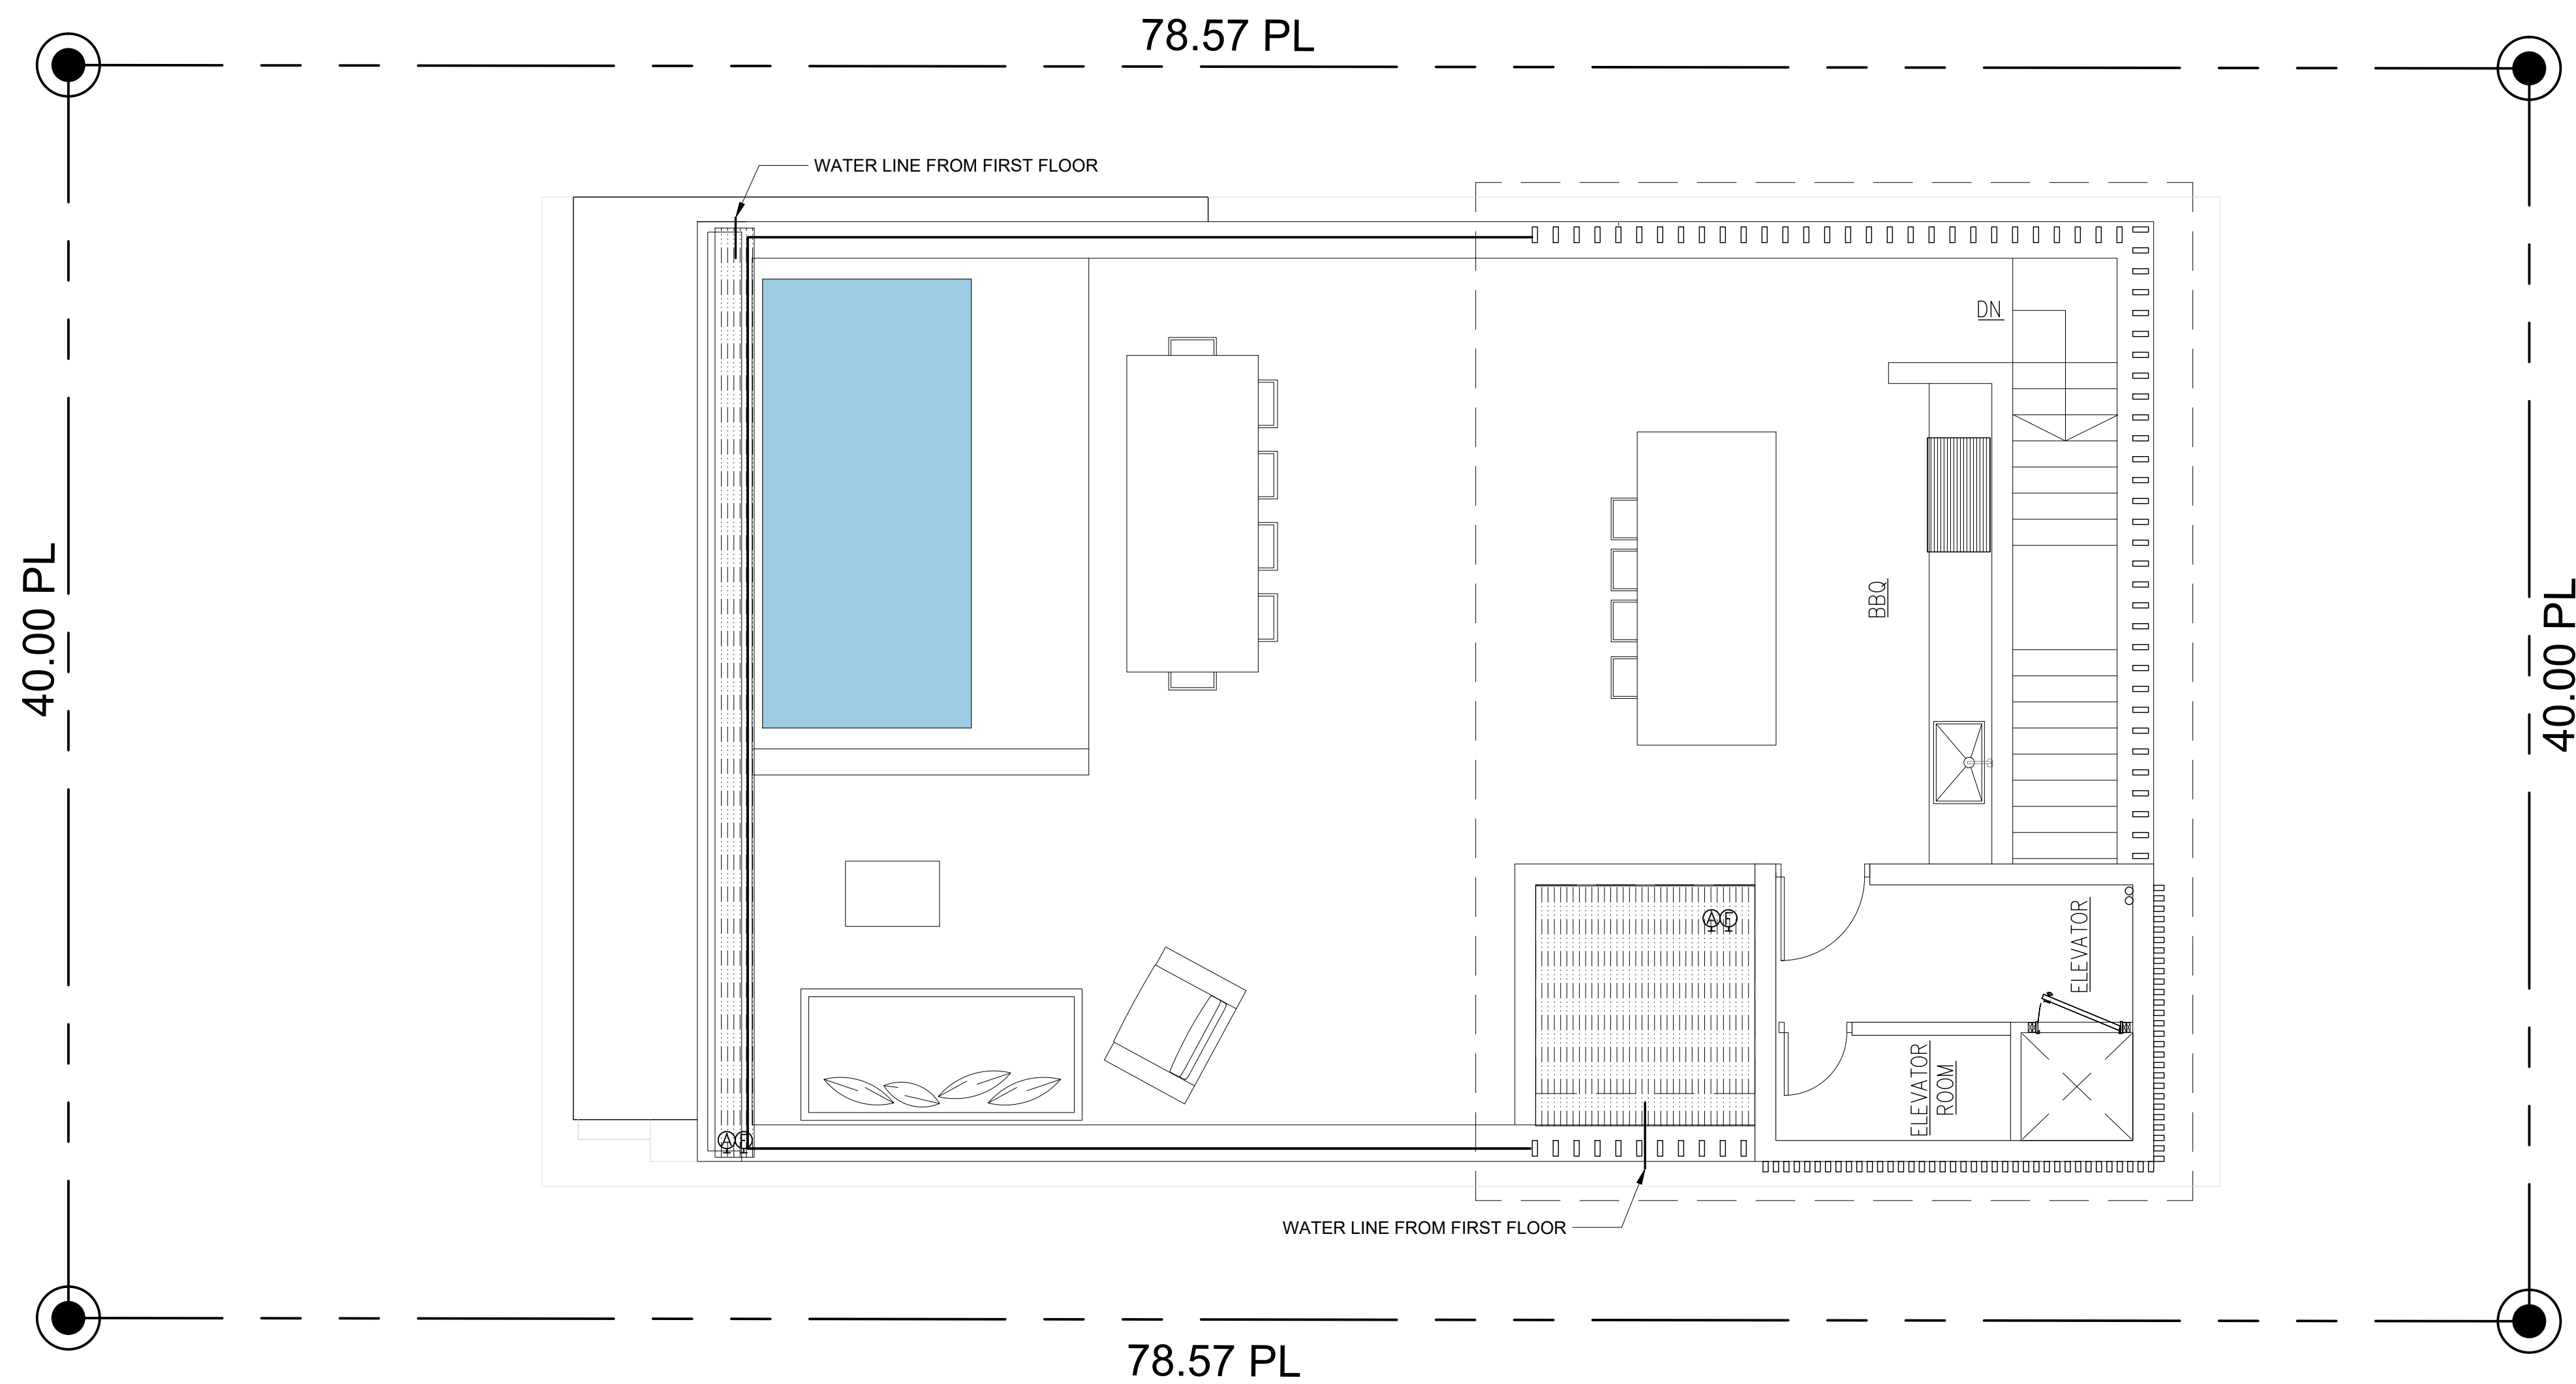 78.57 PL
WATER LINE FROM FIRST FLOOR
DN
40.00 PL
BBQ
40.00 PL
A F
ELEVATOR
ELEVATOR
ROOM
A F
WATER LINE FROM FIRST FLOOR
78.57 PL